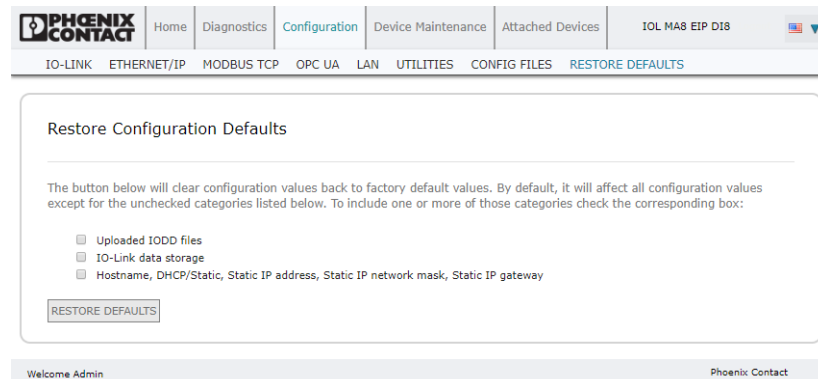 PHŒNIX
CONTACT
Home Diagnostics Configuration Device Maintenance Attached Devices IOL MA8 EIP DI8
IO-LINK ETHERNET/IP MODBUS TCP OPC UA LAN UTILITIES CONFIG FILES RESTORE DEFAULTS
Restore Configuration Defaults
The button below will clear configuration values back to factory default values. By default, it will affect all configuration values
except for the unchecked categories listed below. To include one or more of those categories check the corresponding box:
Uploaded IODD files
IO-Link data storage
Hostname, DHCP/Static, Static IP address, Static IP network mask, Static IP gateway
RESTORE DEFAULTS
Welcome Admin Phoenix Contact